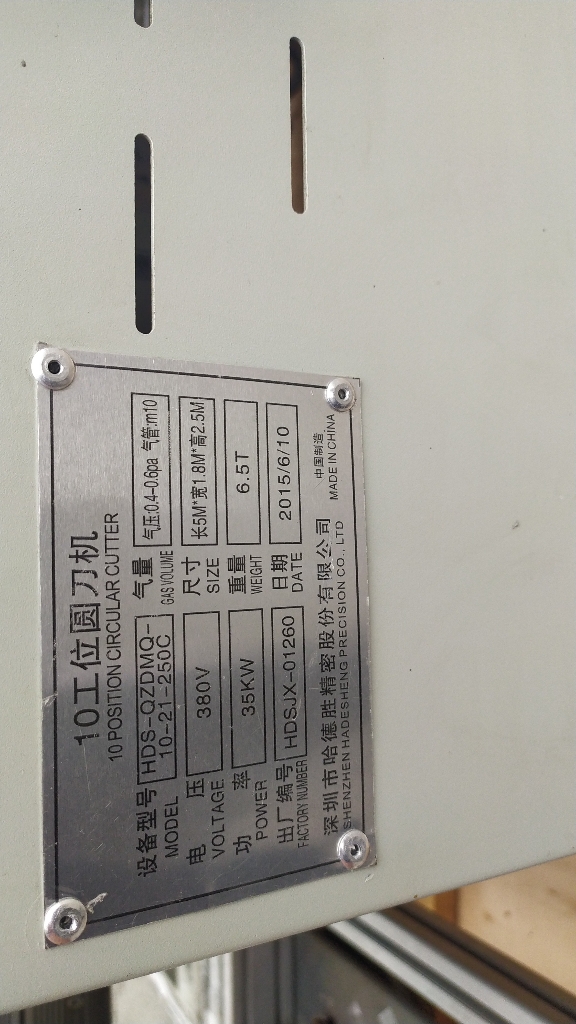 10工位圆刀机
10 POSITION CIRCULAR CUTTER
设备型号 HDS-QZDMQ-10-21-250C 气量 气压:0.4-0.6pa 气管:m10
MODEL GAS VOLUME
电压 380V 尺寸 长5M*宽1.8M*高2.5M
VOLTAGE SIZE
功率 35KW 重量 6.5T
POWER WEIGHT
出厂编号 HDSJX-01260 日期 2015/6/10
FACTORY NUMBER DATE
深圳市哈德胜精密股份有限公司 中国制造
SHENZHEN HADESHENG PRECISION CO., LTD MADE IN CHINA